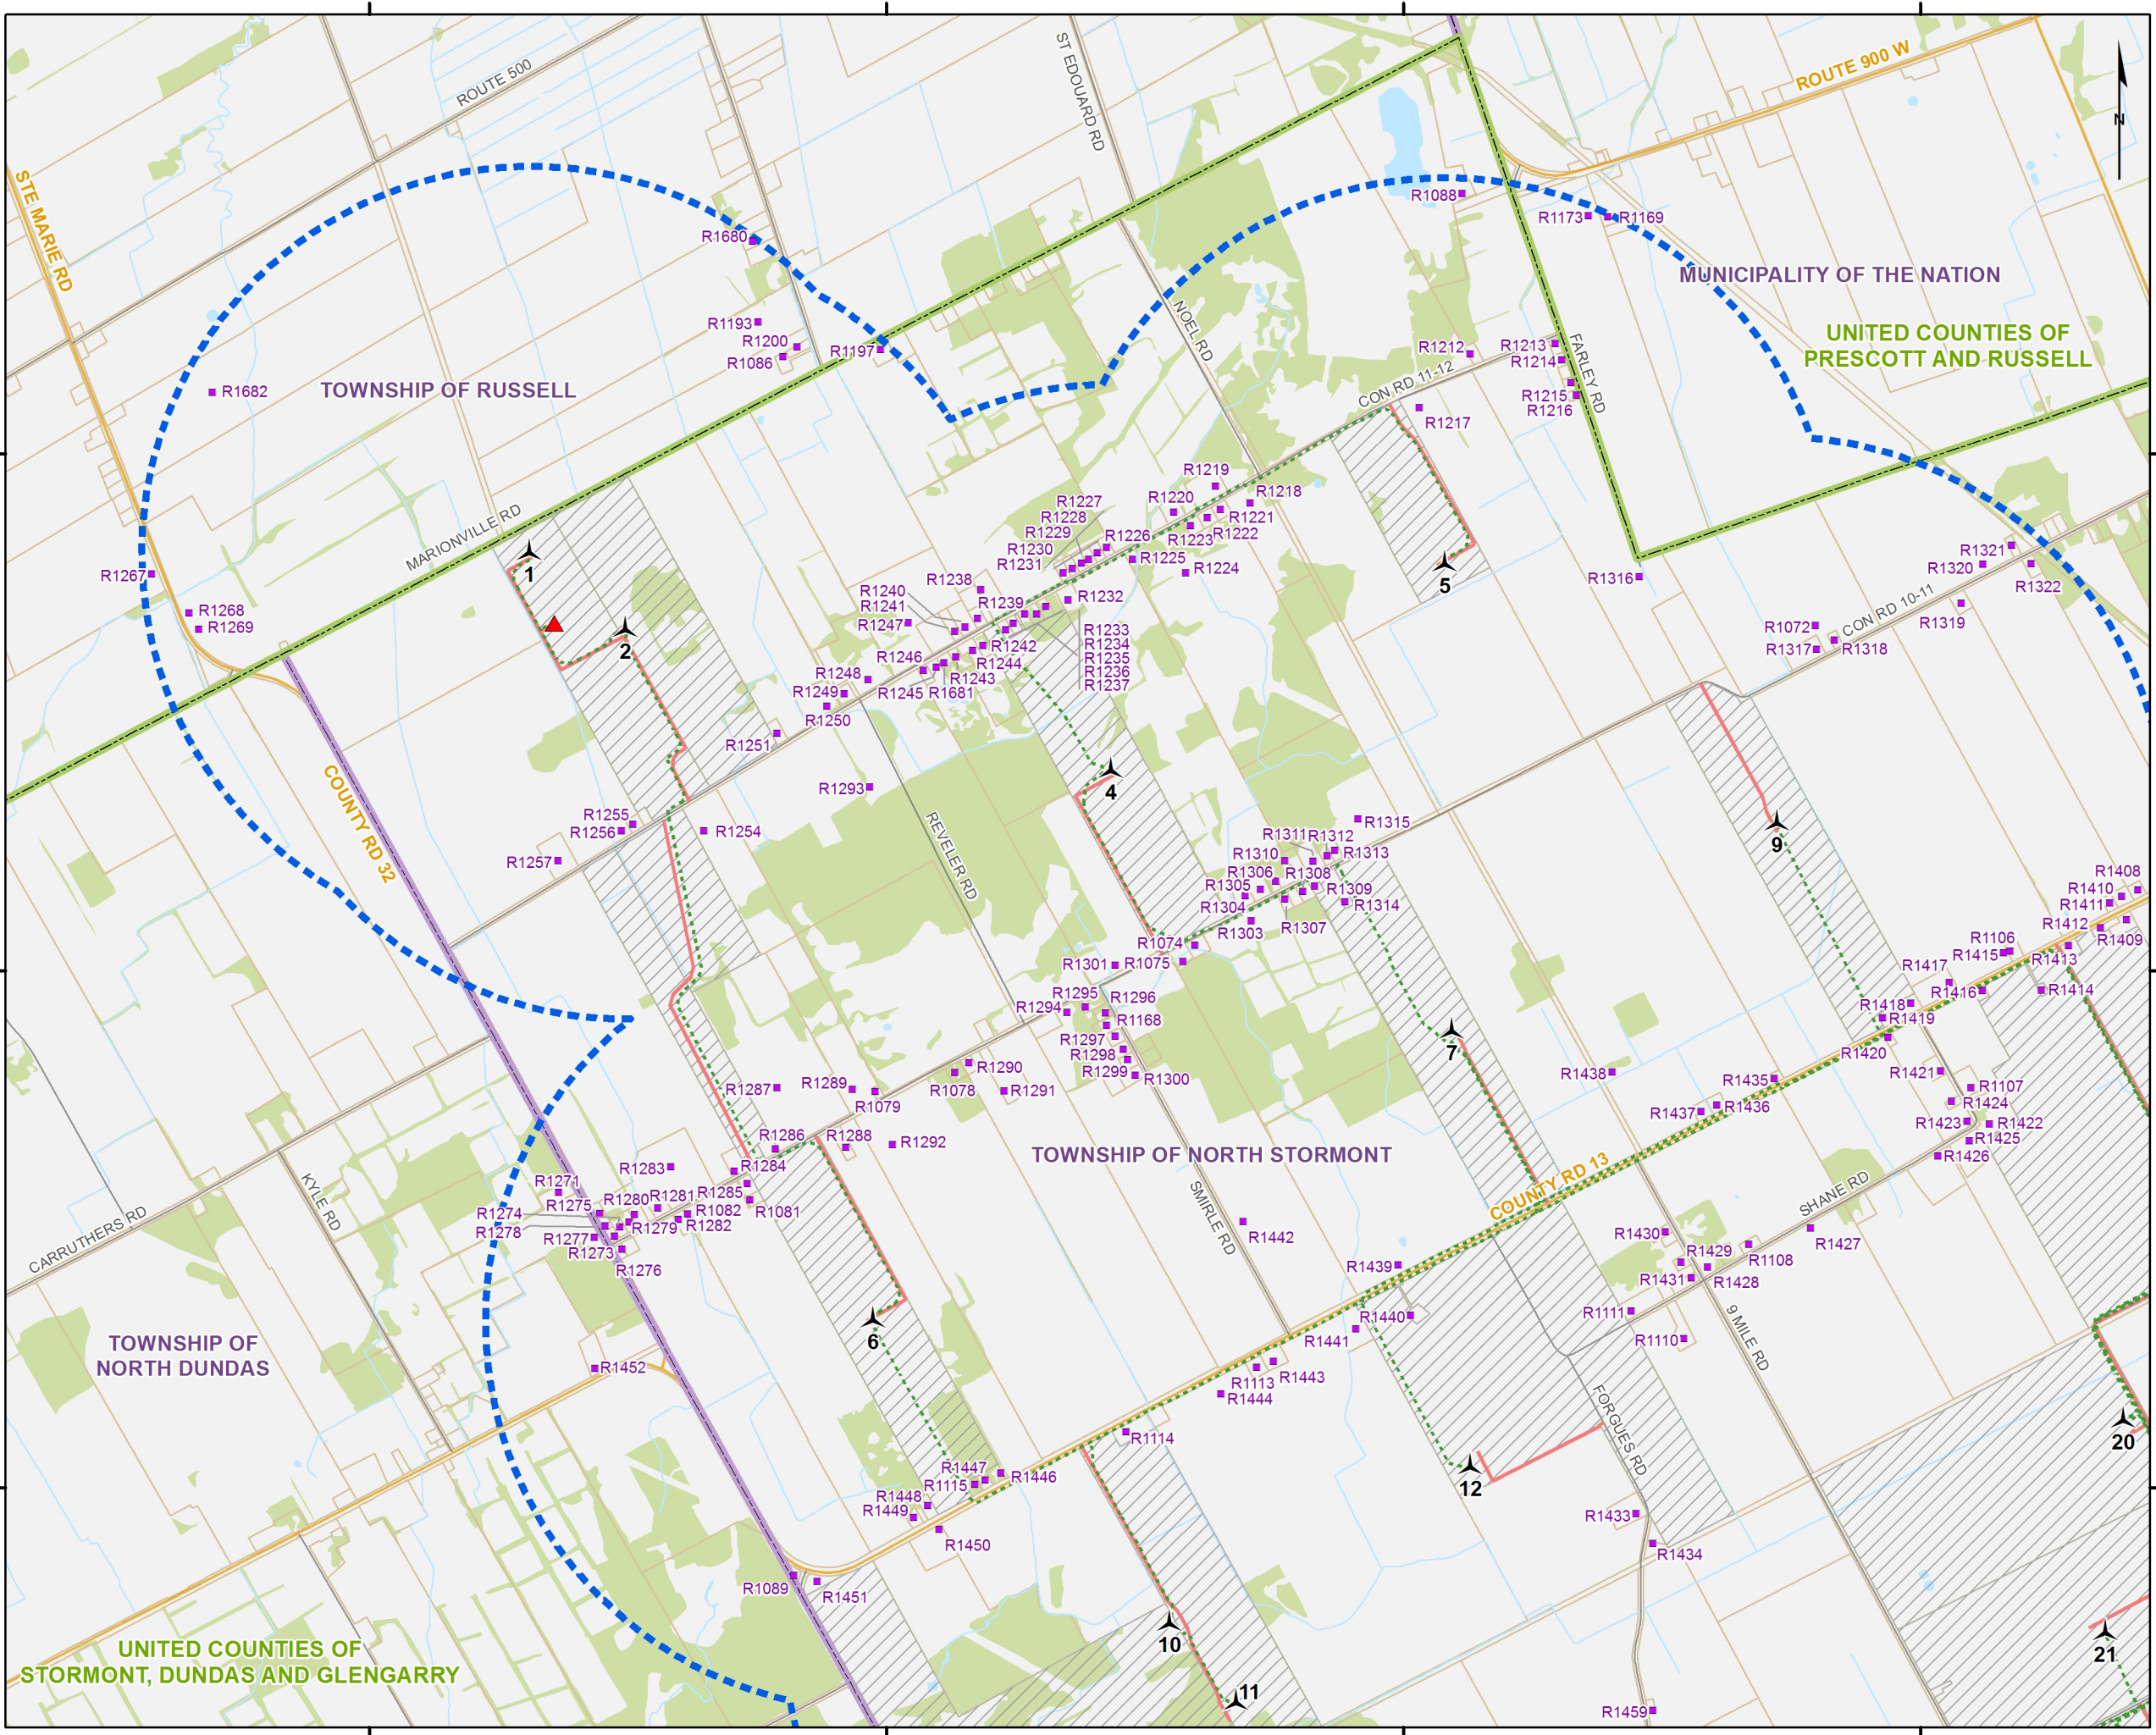 ROUTE 500
ST EDOUARD RD
ROUTE 900 W
N
STE MARIE RD
R1088
R1173
R1169
R1680
MUNICIPALITY OF THE NATION
UNITED COUNTIES OF
PRESCOTT AND RUSSELL
NOEL RD
R1193
R1200
R1086
R1197
R1212
R1213
R1214
FARLEY RD
R1215
R1216
CON RD 11-12
R1217
R1682
TOWNSHIP OF RUSSELL
R1219
R1220
R1218
R1221
R1222
R1223
R1227
R1228
R1229
R1226
R1230
R1231
R1225
R1224
MARIONVILLE RD
1
5
R1267
R1268
R1269
2
R1238
R1240
R1241
R1247
R1239
R1232
R1233
R1234
R1235
R1236
R1237
R1242
R1246
R1244
R1243
R1245
R1681
R1248
R1249
R1250
R1251
R1316
R1321
R1320
R1322
CON RD 10-11
R1319
R1072
R1317
R1318
COUNTY RD 32
R1293
4
R1255
R1256
R1254
R1257
REVELER RD
R1315
R1311
R1312
R1310
R1313
R1306
R1308
R1305
R1309
R1304
R1314
R1303
R1307
9
R1408
R1410
R1411
R1412
R1409
R1074
R1301
R1075
R1106
R1415
R1413
R1417
R1416
R1414
R1295
R1296
R1294
R1168
R1297
R1298
R1299
R1300
7
R1418
R1419
R1420
R1421
R1290
R1287
R1289
R1078
R1291
R1079
R1438
R1435
R1436
R1437
R1107
R1424
R1423
R1422
R1425
R1426
R1286
R1288
R1292
TOWNSHIP OF NORTH STORMONT
COUNTY RD 13
SHANE RD
R1283
R1284
R1271
R1275
R1280
R1281
R1285
R1274
R1082
R1081
R1278
R1279
R1282
R1277
R1273
R1276
CARRUTHERS RD
KYLE RD
SMIRLE RD
R1442
R1430
R1429
R1108
R1427
R1431
R1428
R1439
R1440
R1441
R1111
R1110
9 MILE RD
6
TOWNSHIP OF
NORTH DUNDAS
R1452
R1113
R1443
R1444
FORGUES RD
R1114
20
R1447
R1446
R1115
R1448
R1449
R1450
12
R1433
R1434
R1089
R1451
10
21
UNITED COUNTIES OF
STORMONT, DUNDAS AND GLENGARRY
11
R1459